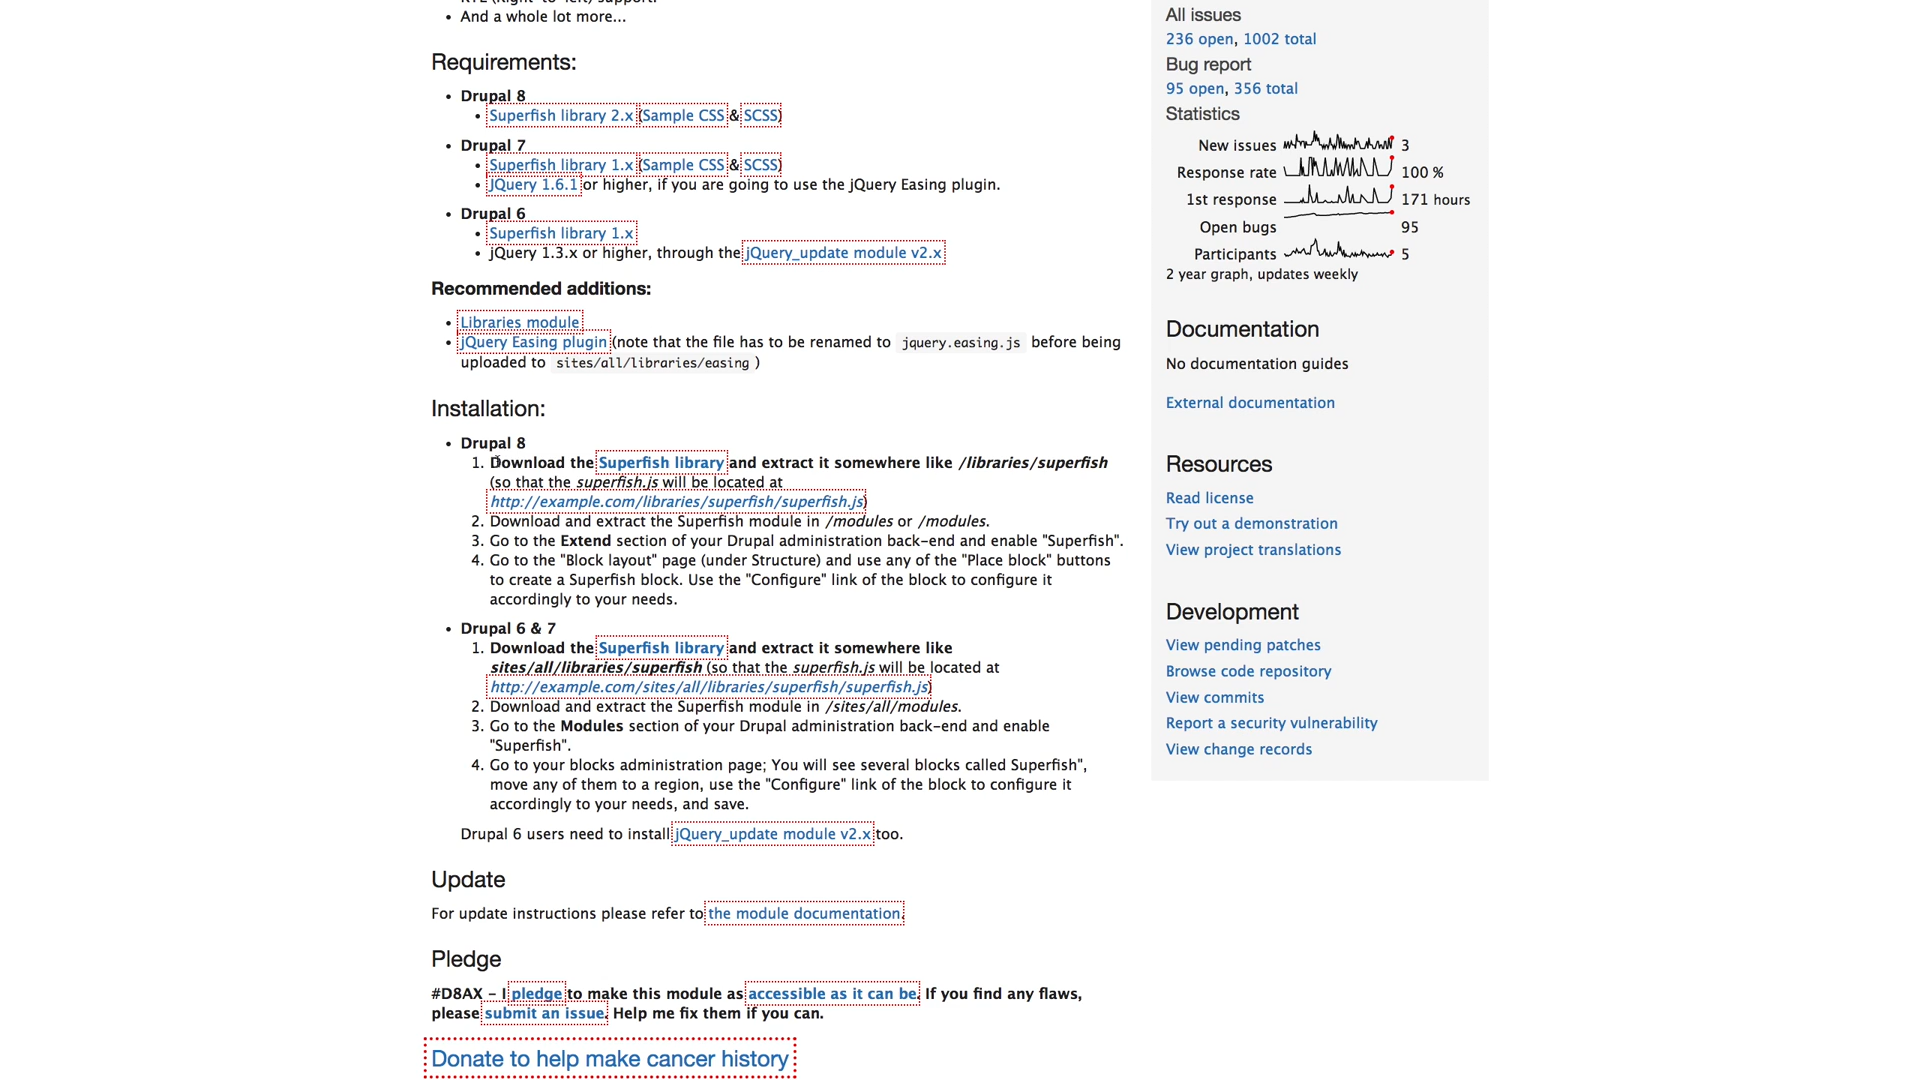 • And a whole lot more...
Requirements:
• Drupal 8
• Superfish library 2.x (Sample CSS & SCSS)
• Drupal 7
• Superfish library 1.x (Sample CSS & SCSS)
• jQuery 1.6.1 or higher, if you are going to use the jQuery Easing plugin.
• Drupal 6
• Superfish library 1.x
• jQuery 1.3.x or higher, through the jQuery_update module v2.x
Recommended additions:
• Libraries module
• jQuery Easing plugin (note that the file has to be renamed to jquery.easing.js before being
uploaded to sites/all/libraries/easing )
Installation:
• Drupal 8
1. Download the Superfish library and extract it somewhere like /libraries/superfish
(so that the superfish.js will be located at
http://example.com/libraries/superfish/superfish.js)
2. Download and extract the Superfish module in /modules or /modules.
3. Go to the Extend section of your Drupal administration back-end and enable "Superfish".
4. Go to the "Block layout" page (under Structure) and use any of the "Place block" buttons
to create a Superfish block. Use the "Configure" link of the block to configure it
accordingly to your needs.
• Drupal 6 & 7
1. Download the Superfish library and extract it somewhere like
sites/all/libraries/superfish (so that the superfish.js will be located at
http://example.com/sites/all/libraries/superfish/superfish.js)
2. Download and extract the Superfish module in /sites/all/modules.
3. Go to the Modules section of your Drupal administration back-end and enable
"Superfish".
4. Go to your blocks administration page; You will see several blocks called Superfish",
move any of them to a region, use the "Configure" link of the block to configure it
accordingly to your needs, and save.
Drupal 6 users need to install jQuery_update module v2.x too.
Update
For update instructions please refer to the module documentation.
Pledge
#D8AX – I pledge to make this module as accessible as it can be. If you find any flaws,
please submit an issue. Help me fix them if you can.
Donate to help make cancer history
All issues
236 open, 1002 total
Bug report
95 open, 356 total
Statistics
New issues 3
Response rate 100 %
1st response 171 hours
Open bugs 95
Participants 5
2 year graph, updates weekly
Documentation
No documentation guides
External documentation
Resources
Read license
Try out a demonstration
View project translations
Development
View pending patches
Browse code repository
View commits
Report a security vulnerability
View change records